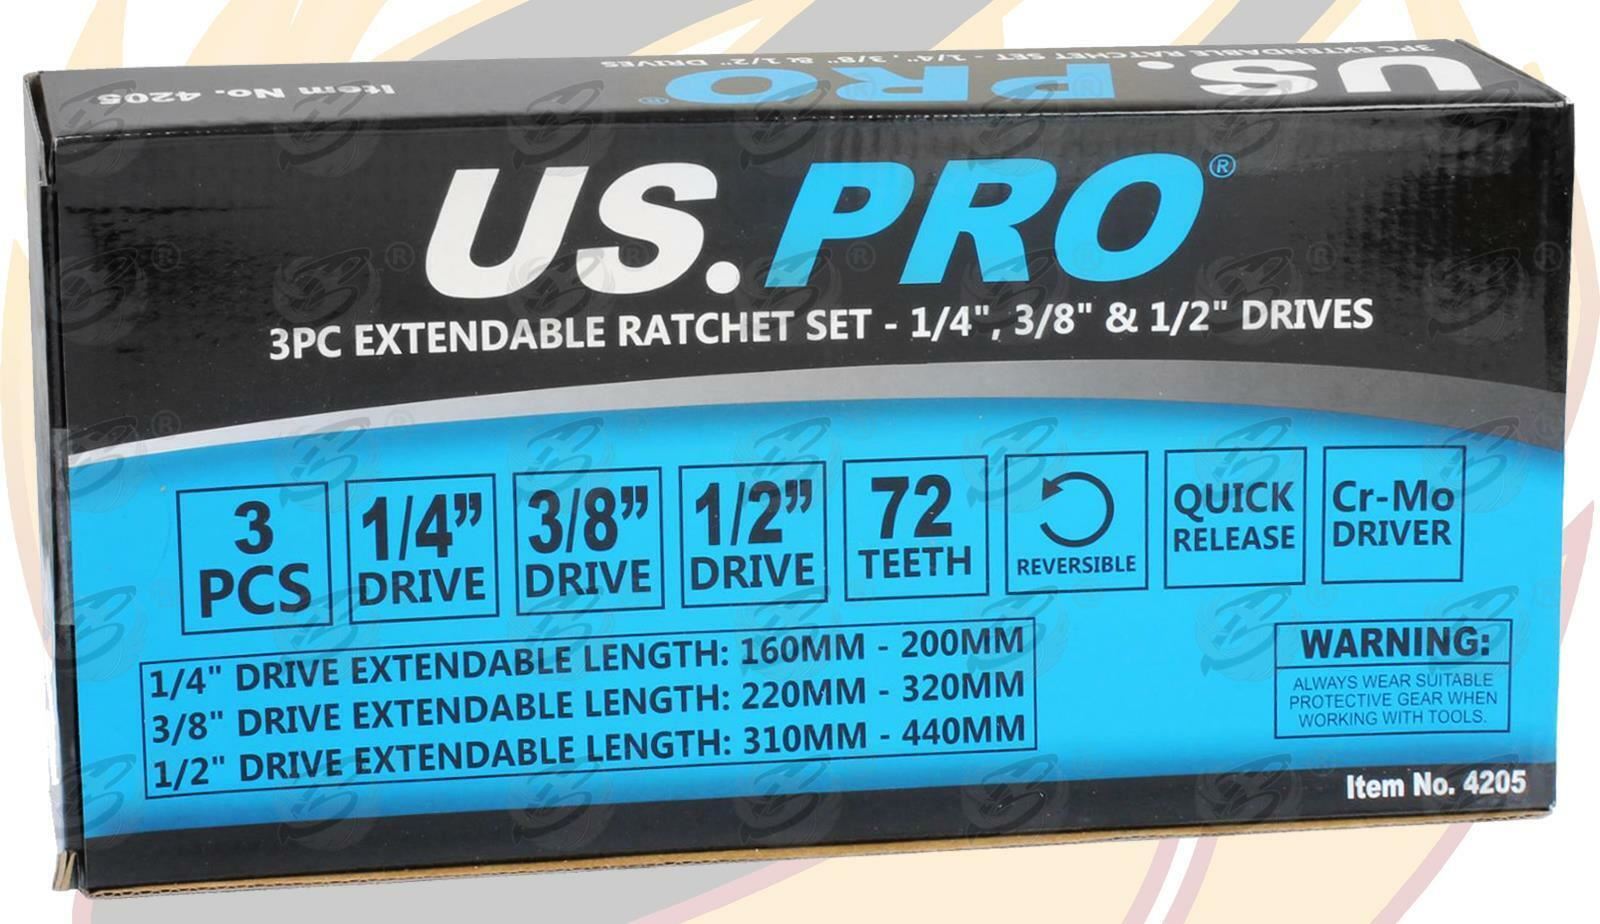 3PC EXTENDABLE RATCHET SET - 1/4", 3/8" & 1/2" DRIVES
US.PRO®
Item No. 4205
US.PRO®
3PC EXTENDABLE RATCHET SET - 1/4", 3/8" & 1/2" DRIVES
3 PCS
1/4” DRIVE
3/8” DRIVE
1/2” DRIVE
72 TEETH
REVERSIBLE
QUICK RELEASE
Cr-Mo DRIVER
1/4" DRIVE EXTENDABLE LENGTH: 160MM - 200MM
3/8" DRIVE EXTENDABLE LENGTH: 220MM - 320MM
1/2" DRIVE EXTENDABLE LENGTH: 310MM - 440MM
WARNING:
ALWAYS WEAR SUITABLE
PROTECTIVE GEAR WHEN
WORKING WITH TOOLS.
Item No. 4205